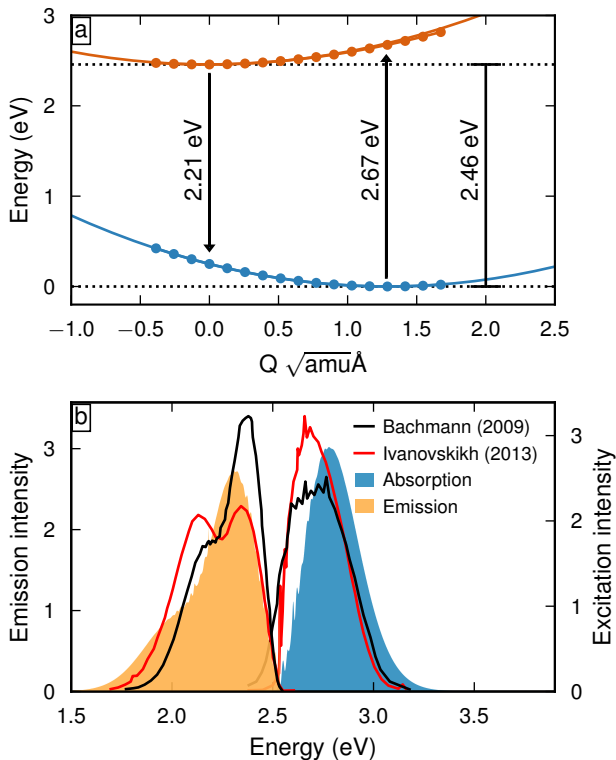 a
3
2
1
0
Energy (eV)
2.21 eV
2.67 eV
2.46 eV
−1.0 −0.5 0.0 0.5 1.0 1.5 2.0 2.5
Q √amuÅ
b
Bachmann (2009)
Ivanovskikh (2013)
Absorption
Emission
3
2
1
0
Emission intensity
3
2
1
0
Excitation intensity
1.5 2.0 2.5 3.0 3.5
Energy (eV)